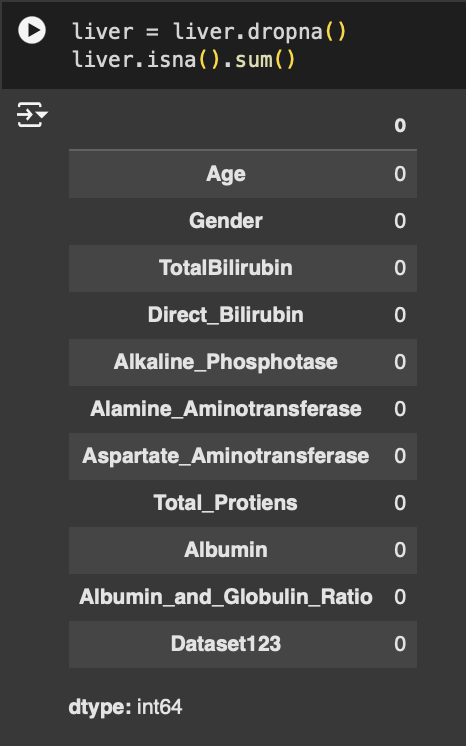 liver = liver.dropna()
liver.isna().sum()
0
Age 0
Gender 0
TotalBilirubin 0
Direct_Bilirubin 0
Alkaline_Phosphotase 0
Alamine_Aminotransferase 0
Aspartate_Aminotransferase 0
Total_Protiens 0
Albumin 0
Albumin_and_Globulin_Ratio 0
Dataset123 0
dtype: int64